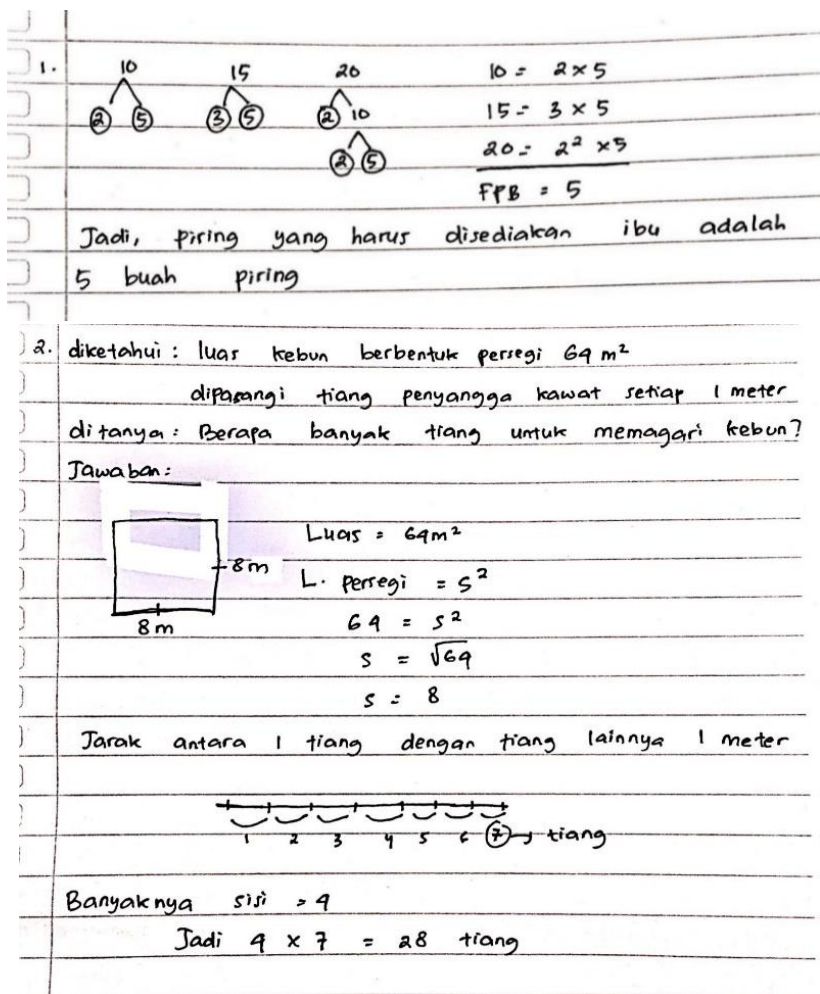 1. 10 15 20 10 = 2 × 5
2 5 3 5 2 10 15 = 3 × 5
2 5 20 = 2² × 5
FPB = 5
Jadi, piring yang harus disediakan ibu adalah
5 buah piring
2. diketahui : luas kebun berbentuk persegi 64 m²
dipasangi tiang penyangga kawat setiap 1 meter
ditanya : Berapa banyak tiang untuk memagari kebun?
Jawaban :
Luas = 64 m²
8 m L. persegi = s²
8 m 64 = s²
s = √64
s = 8
Jarak antara 1 tiang dengan tiang lainnya 1 meter
1 2 3 4 5 6 7 → tiang
Banyaknya sisi = 4
Jadi 4 × 7 = 28 tiang